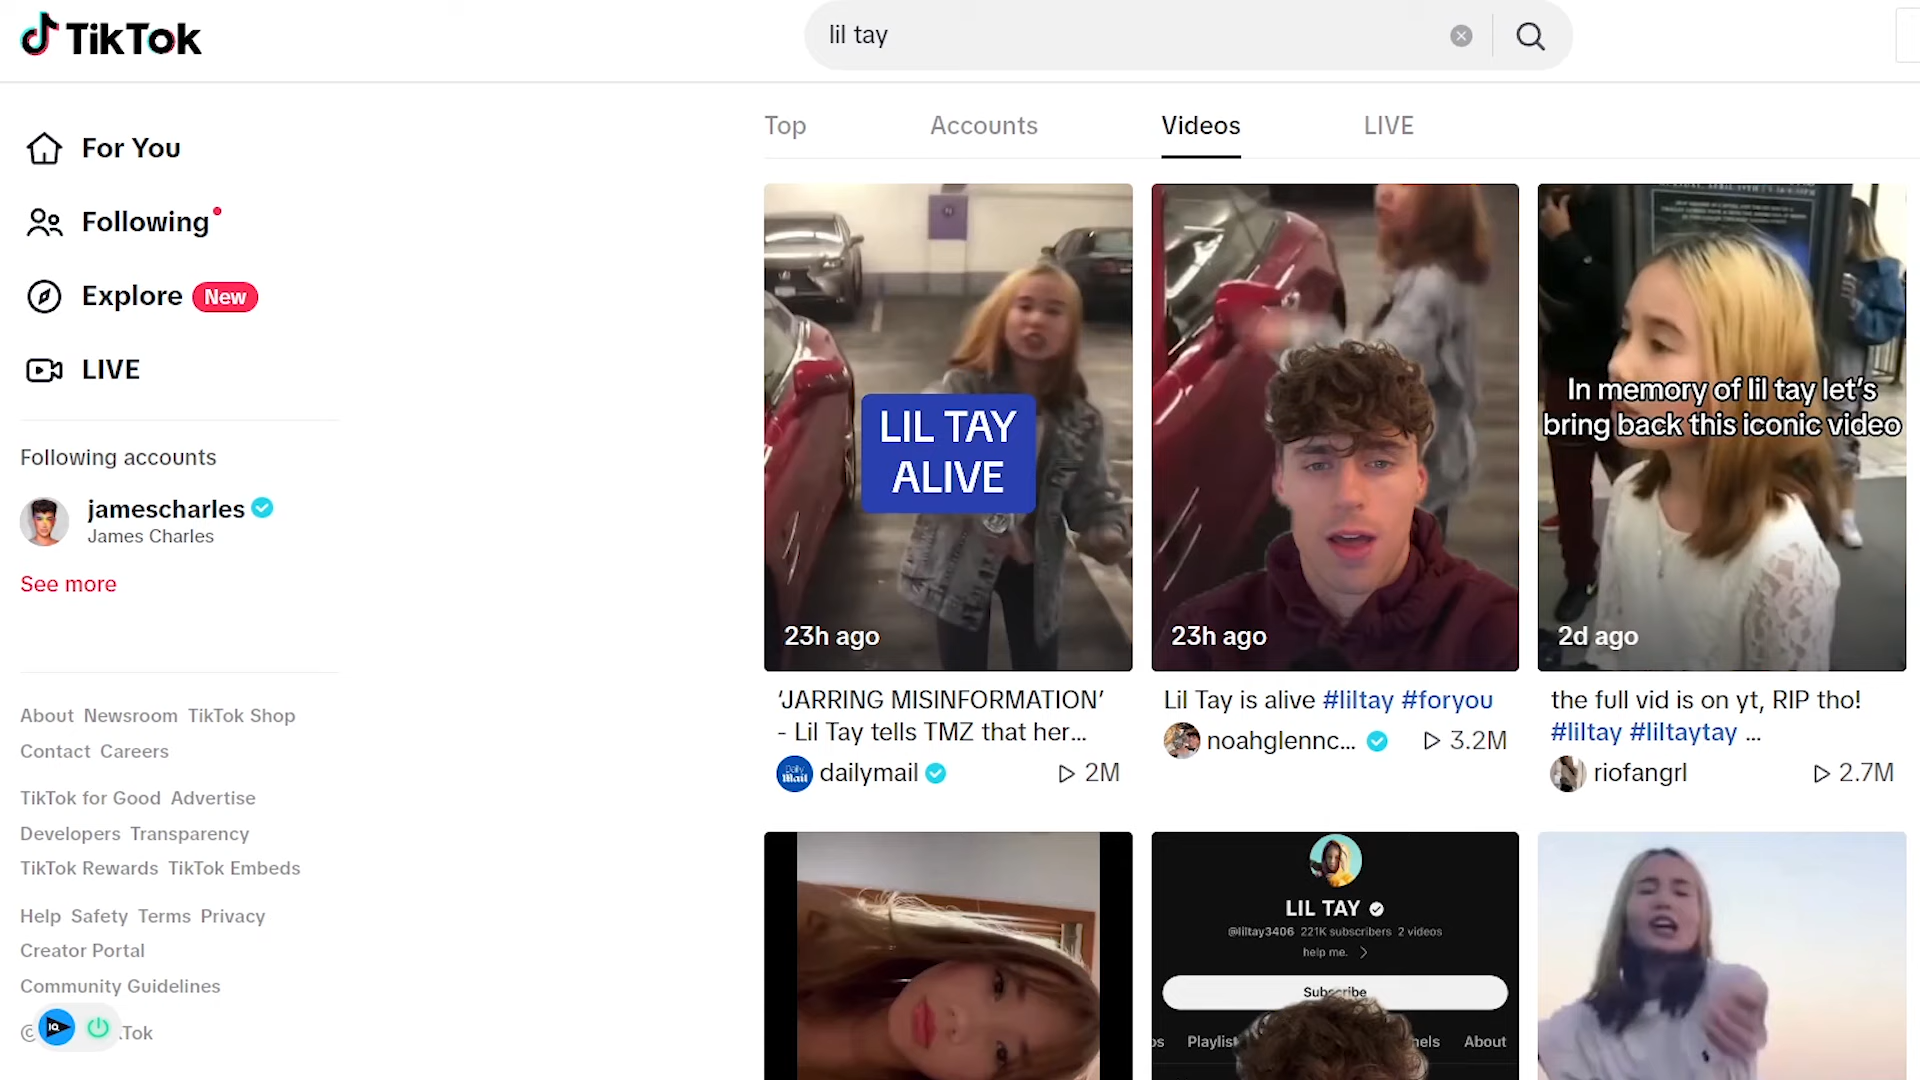 TikTok
lil tay
For You
Following
Explore New
LIVE
Following accounts
jamescharles
James Charles
See more
About Newsroom TikTok Shop
Contact Careers
TikTok for Good Advertise
Developers Transparency
TikTok Rewards TikTok Embeds
Help Safety Terms Privacy
Creator Portal
Community Guidelines
©
IQ
Tok
Top Accounts Videos LIVE
LIL TAY
ALIVE
23h ago
‘JARRING MISINFORMATION’
- Lil Tay tells TMZ that her...
Daily
Mail
dailymail 2M
23h ago
Lil Tay is alive #liltay #foryou
noahglennc... 3.2M
In memory of lil tay let’s
bring back this iconic video
2d ago
the full vid is on yt, RIP tho!
#liltay #liltaytay ...
riofangrl 2.7M
LIL TAY
@liltay3406 221K subscribers 2 videos
help me.
Subscribe
Playlist
About